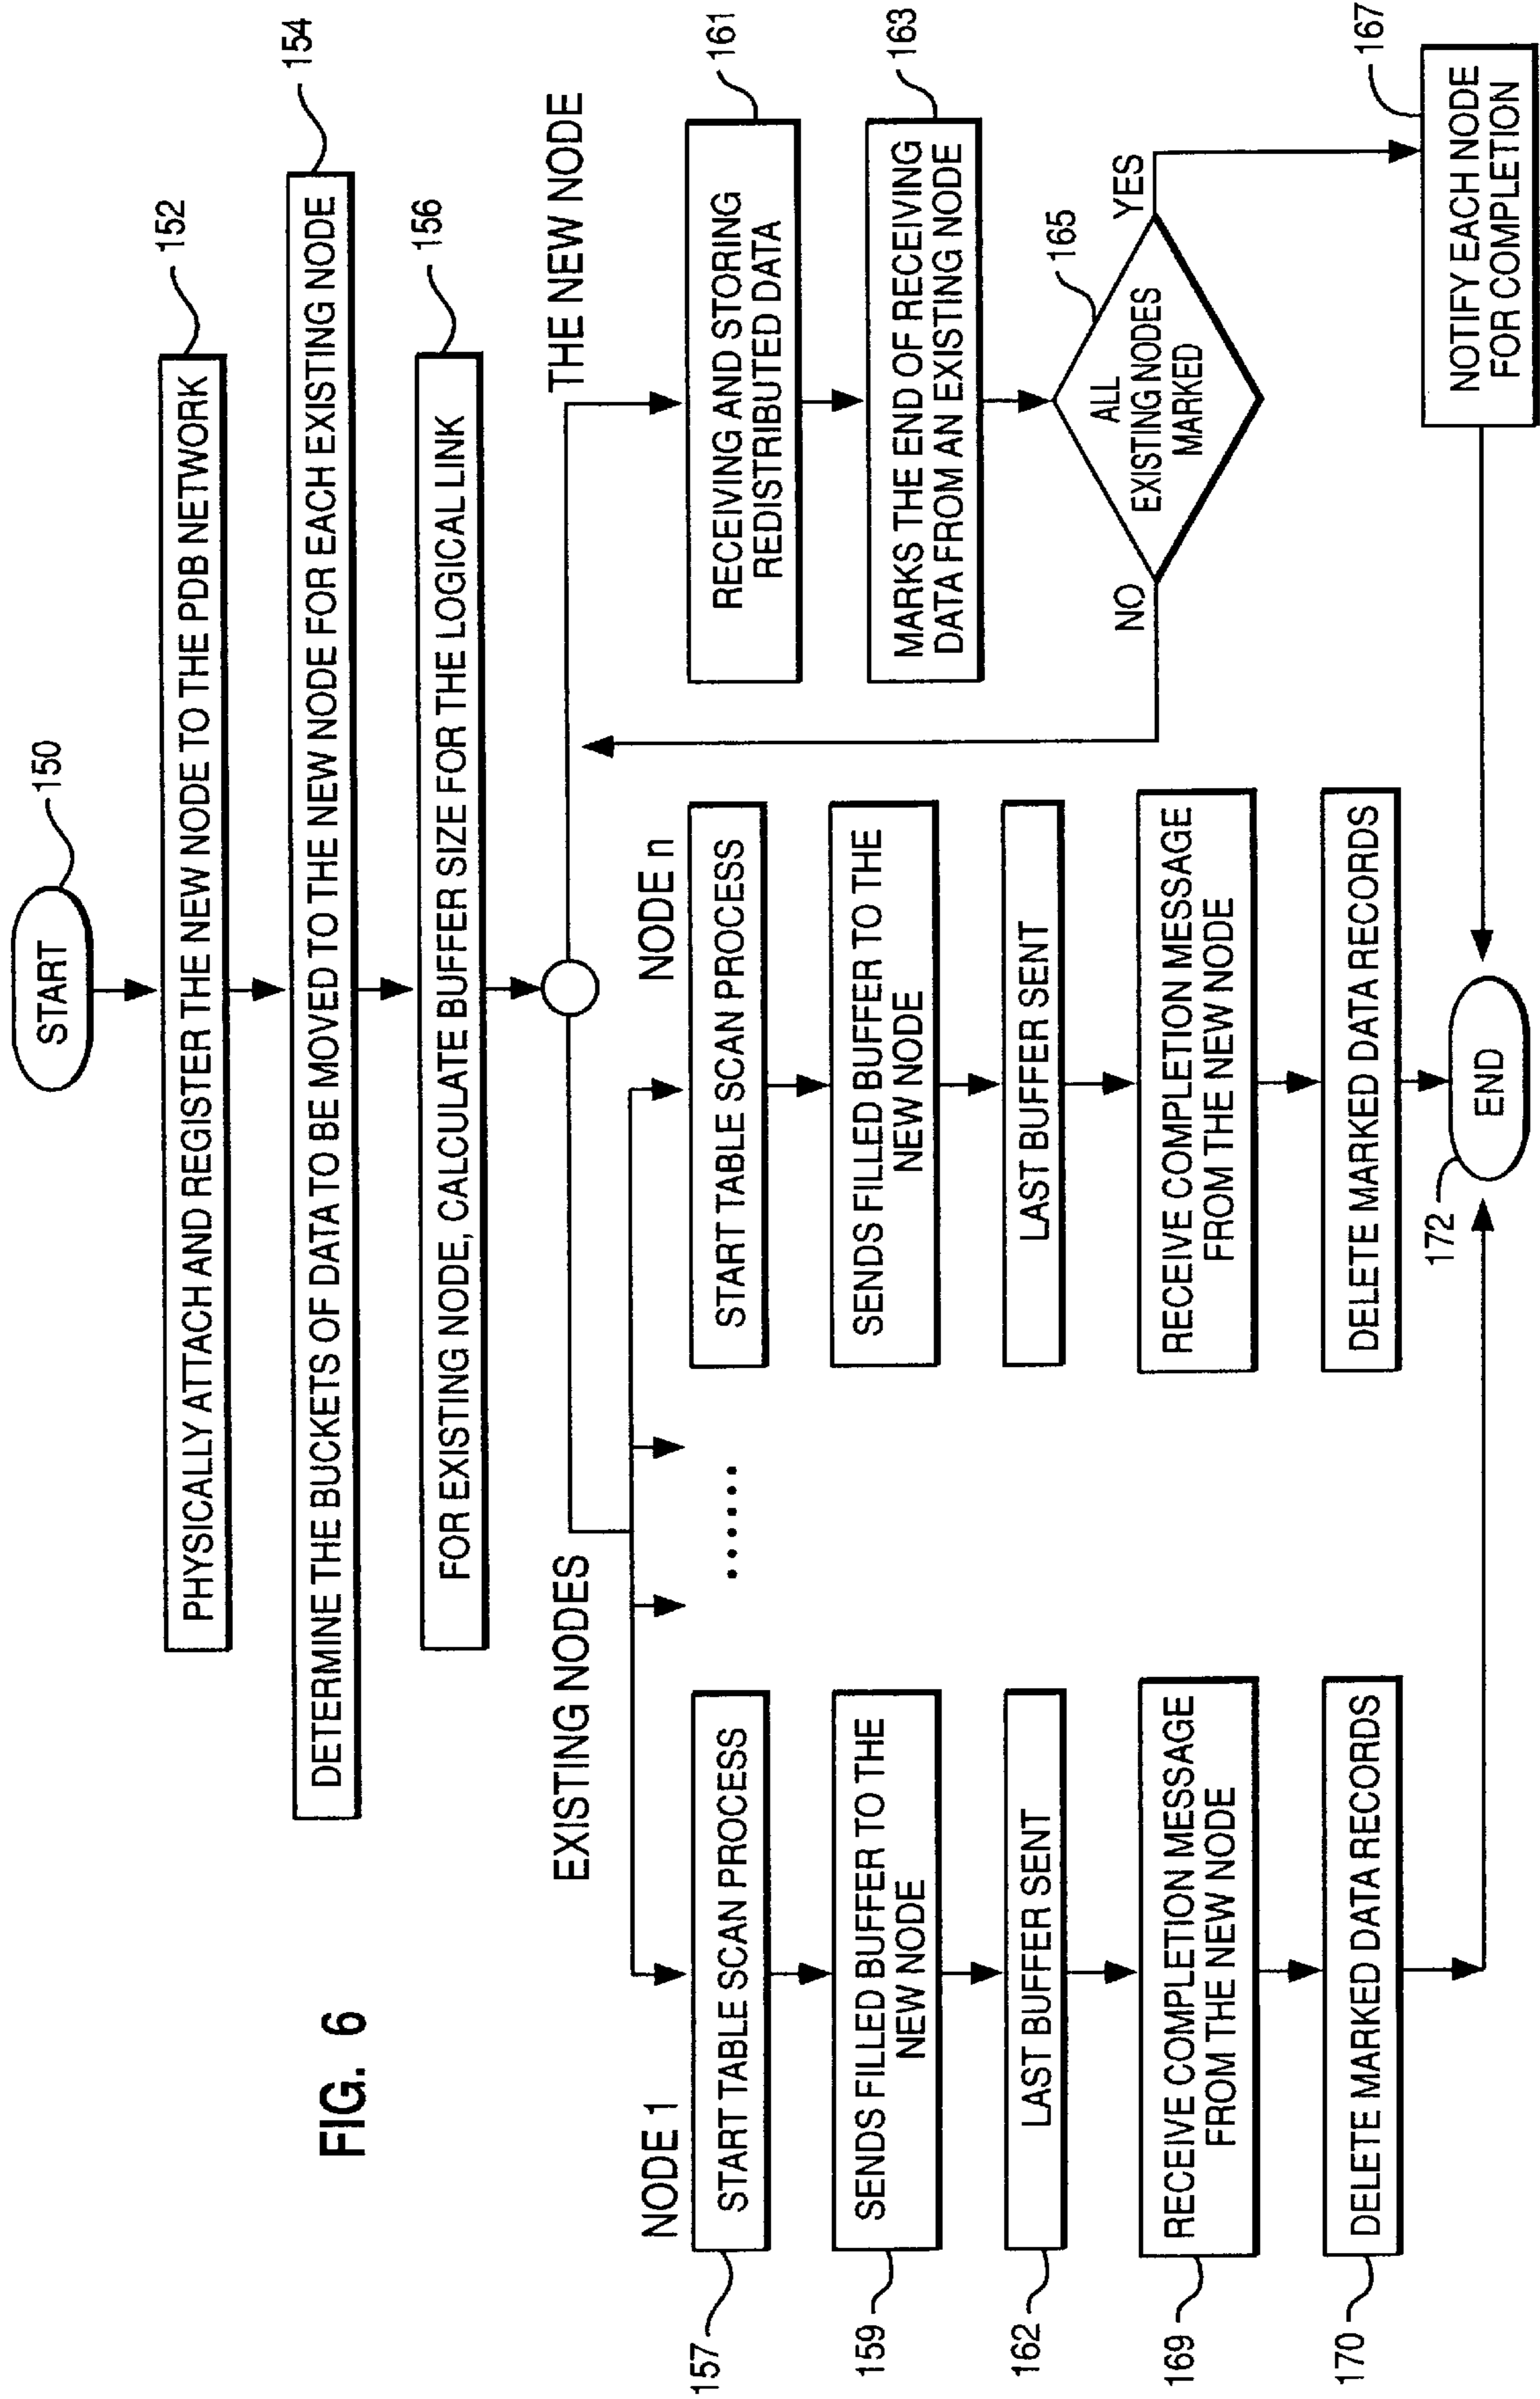 FIG. 6
START
150
PHYSICALLY ATTACH AND REGISTER THE NEW NODE TO THE PDB NETWORK
152
DETERMINE THE BUCKETS OF DATA TO BE MOVED TO THE NEW NODE FOR EACH EXISTING NODE
154
FOR EXISTING NODE, CALCULATE BUFFER SIZE FOR THE LOGICAL LINK
156
EXISTING NODES
NODE 1
START TABLE SCAN PROCESS
157
SENDS FILLED BUFFER TO THE
NEW NODE
159
LAST BUFFER SENT
162
RECEIVE COMPLETION MESSAGE
FROM THE NEW NODE
169
DELETE MARKED DATA RECORDS
170
......
NODE n
START TABLE SCAN PROCESS
SENDS FILLED BUFFER TO THE
NEW NODE
LAST BUFFER SENT
RECEIVE COMPLETION MESSAGE
FROM THE NEW NODE
DELETE MARKED DATA RECORDS
THE NEW NODE
RECEIVING AND STORING
REDISTRIBUTED DATA
161
MARKS THE END OF RECEIVING
DATA FROM AN EXISTING NODE
163
ALL
EXISTING NODES
MARKED
165
NO
YES
NOTIFY EACH NODE
FOR COMPLETION
167
END
172